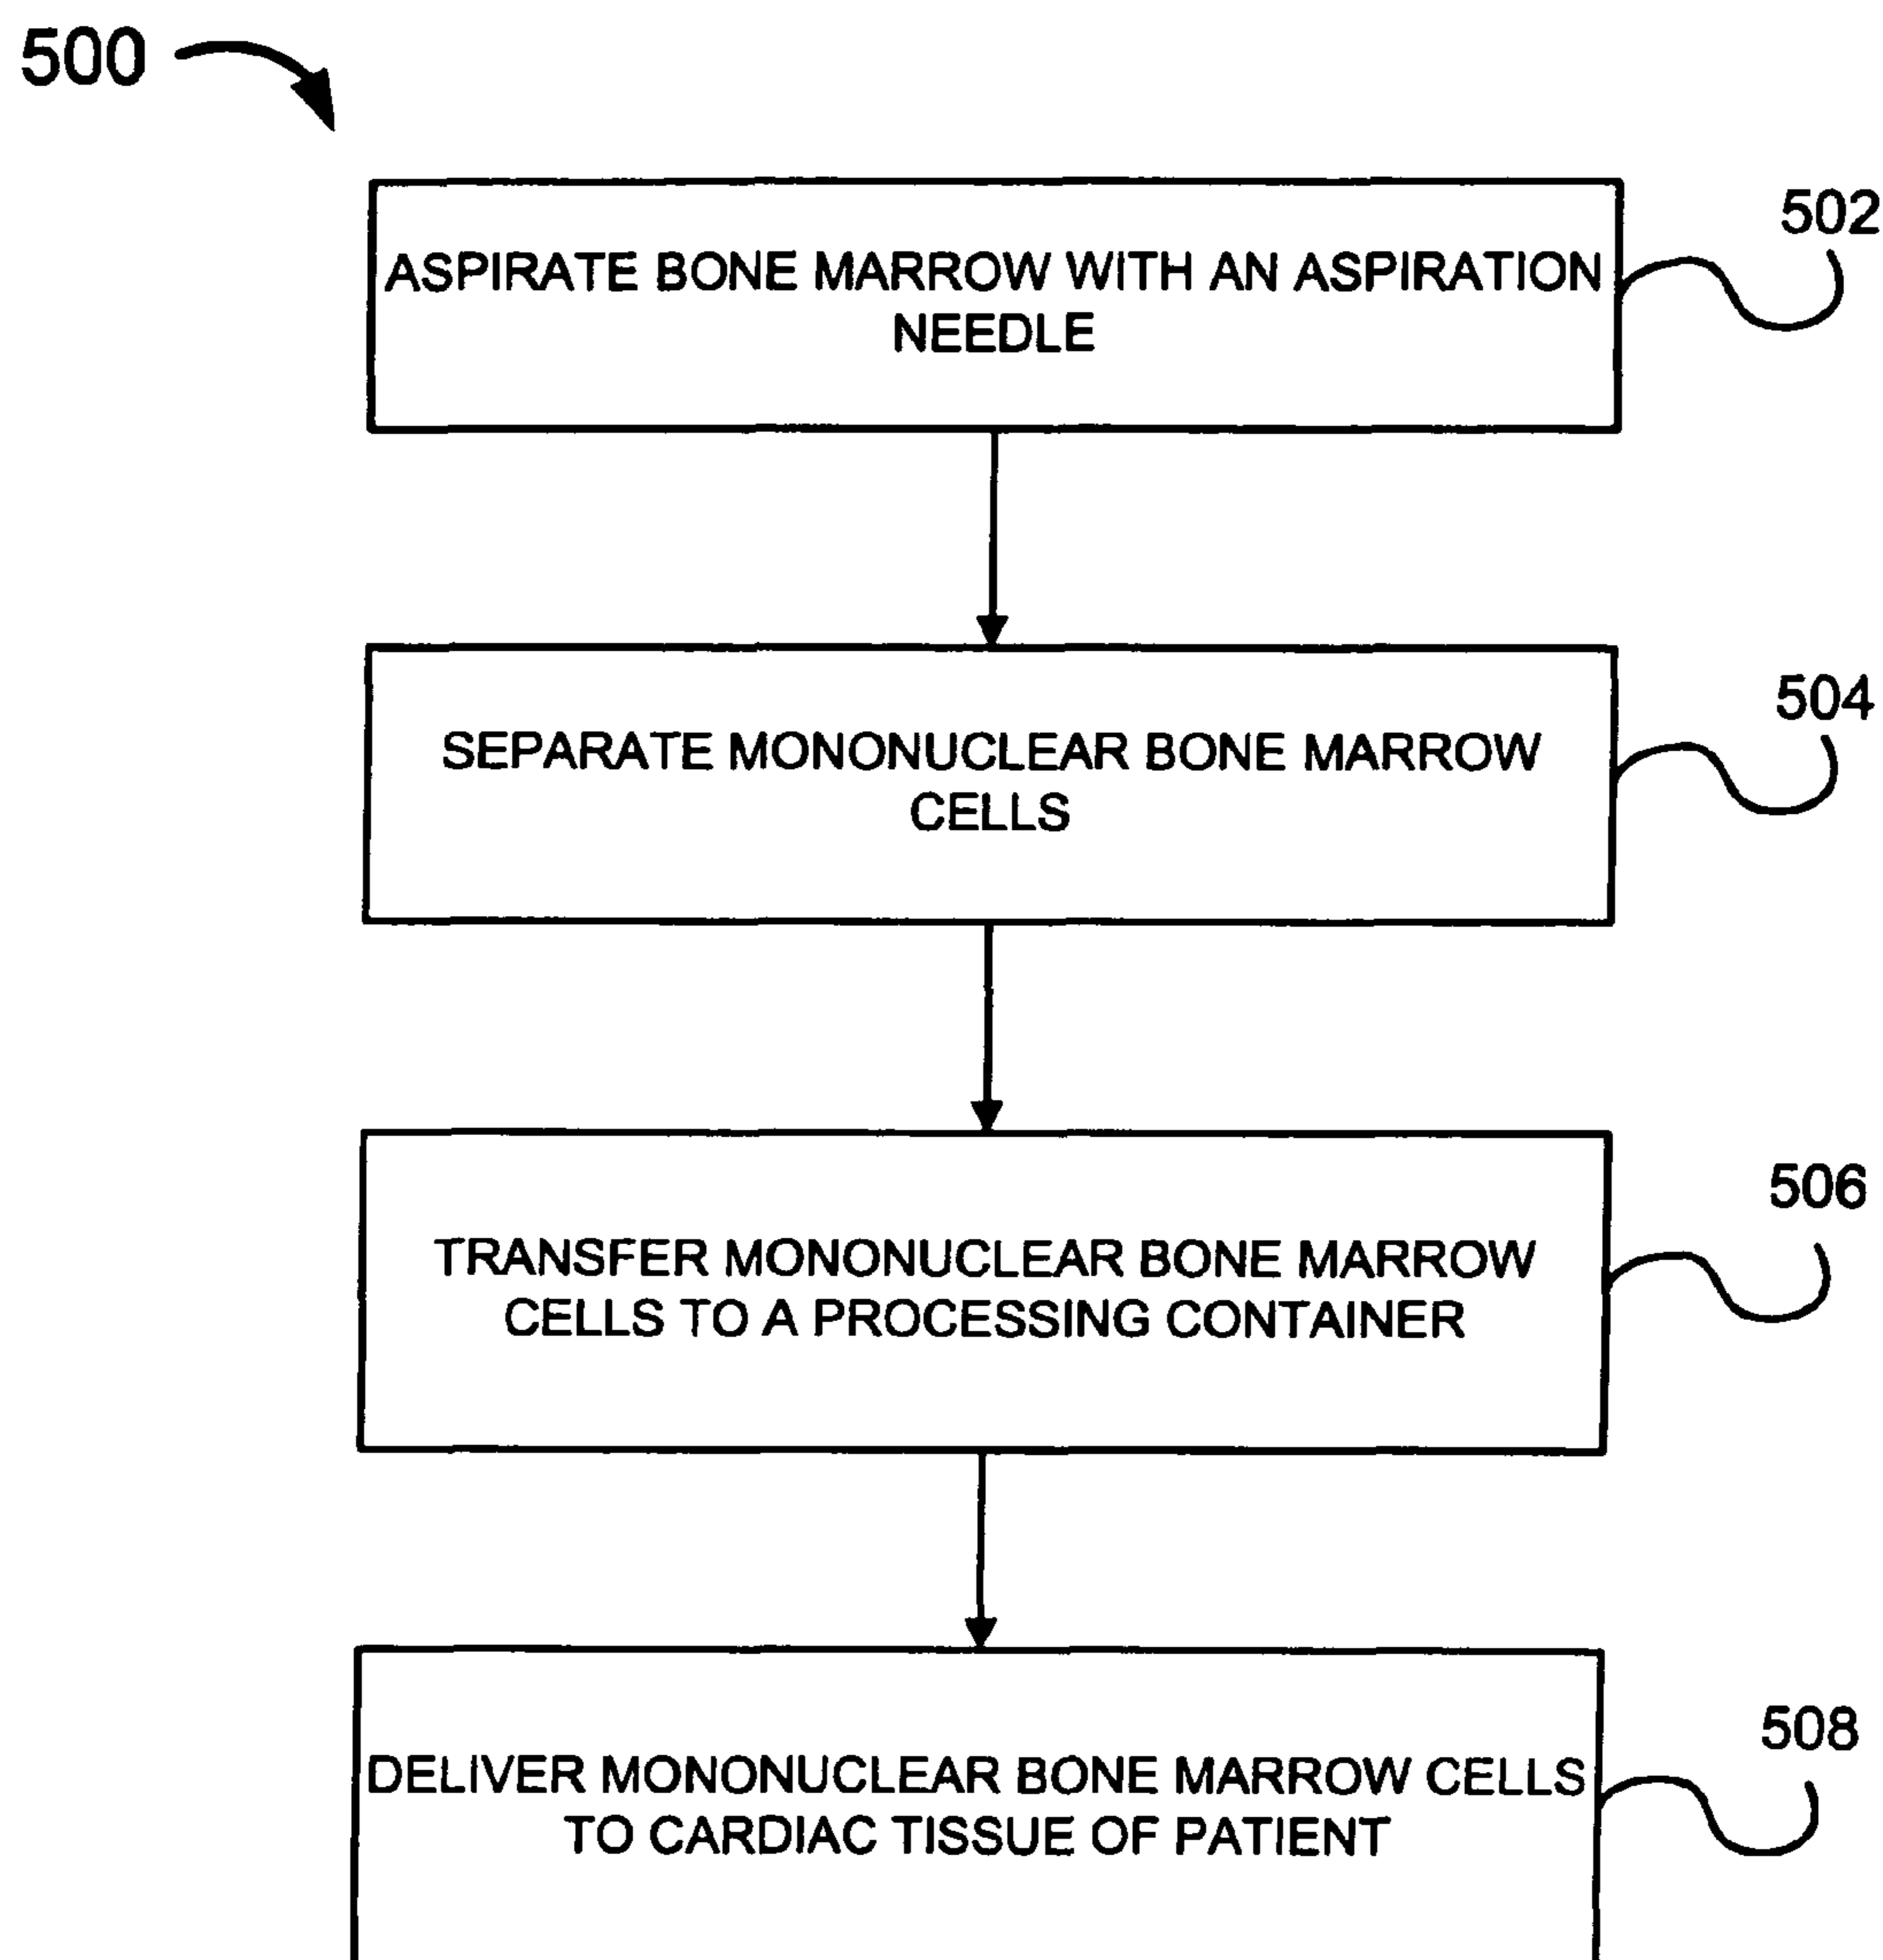 500
502
ASPIRATE BONE MARROW WITH AN ASPIRATION
NEEDLE
504
SEPARATE MONONUCLEAR BONE MARROW
CELLS
506
TRANSFER MONONUCLEAR BONE MARROW
CELLS TO A PROCESSING CONTAINER
508
DELIVER MONONUCLEAR BONE MARROW CELLS
TO CARDIAC TISSUE OF PATIENT